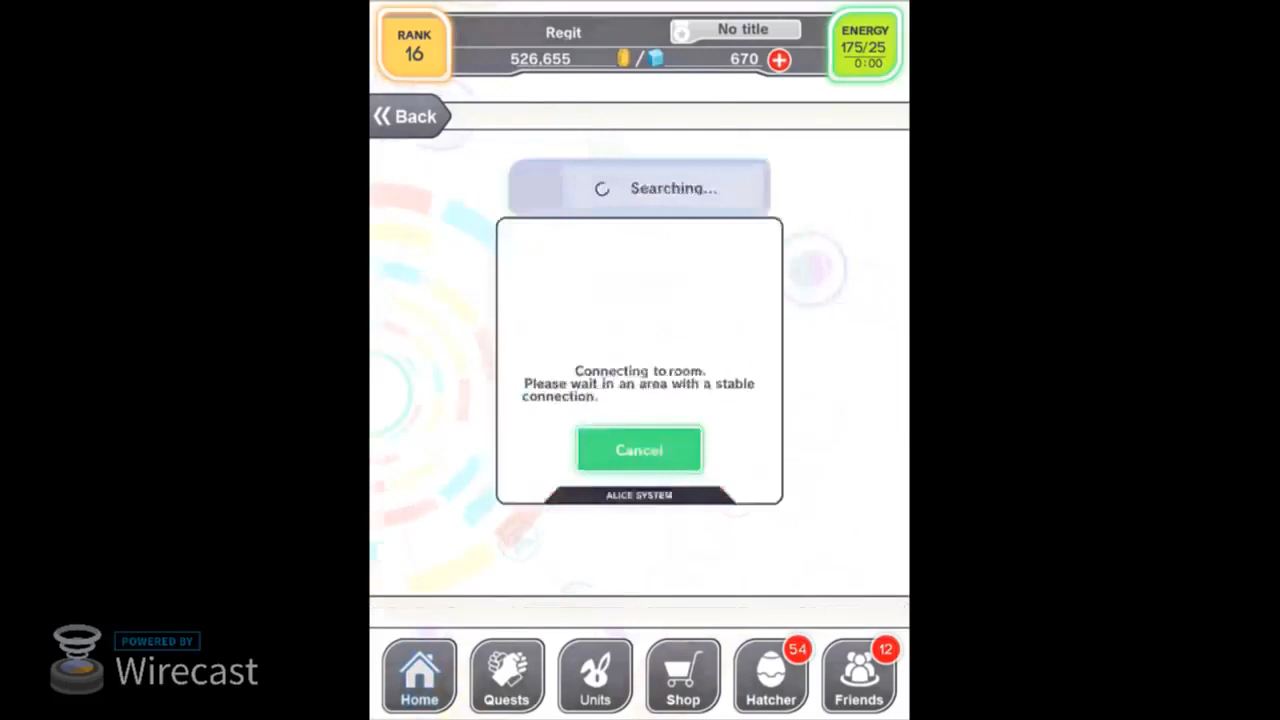 RANK
16
Regit
No title
ENERGY
175/25
0:00
526,655
/
670
Back
Searching...
Connecting to room.
Please wait in an area with a stable
connection.
Cancel
ALICE SYSTEM
POWERED BY
Wirecast
54
12
Home
Quests
Units
Shop
Hatcher
Friends